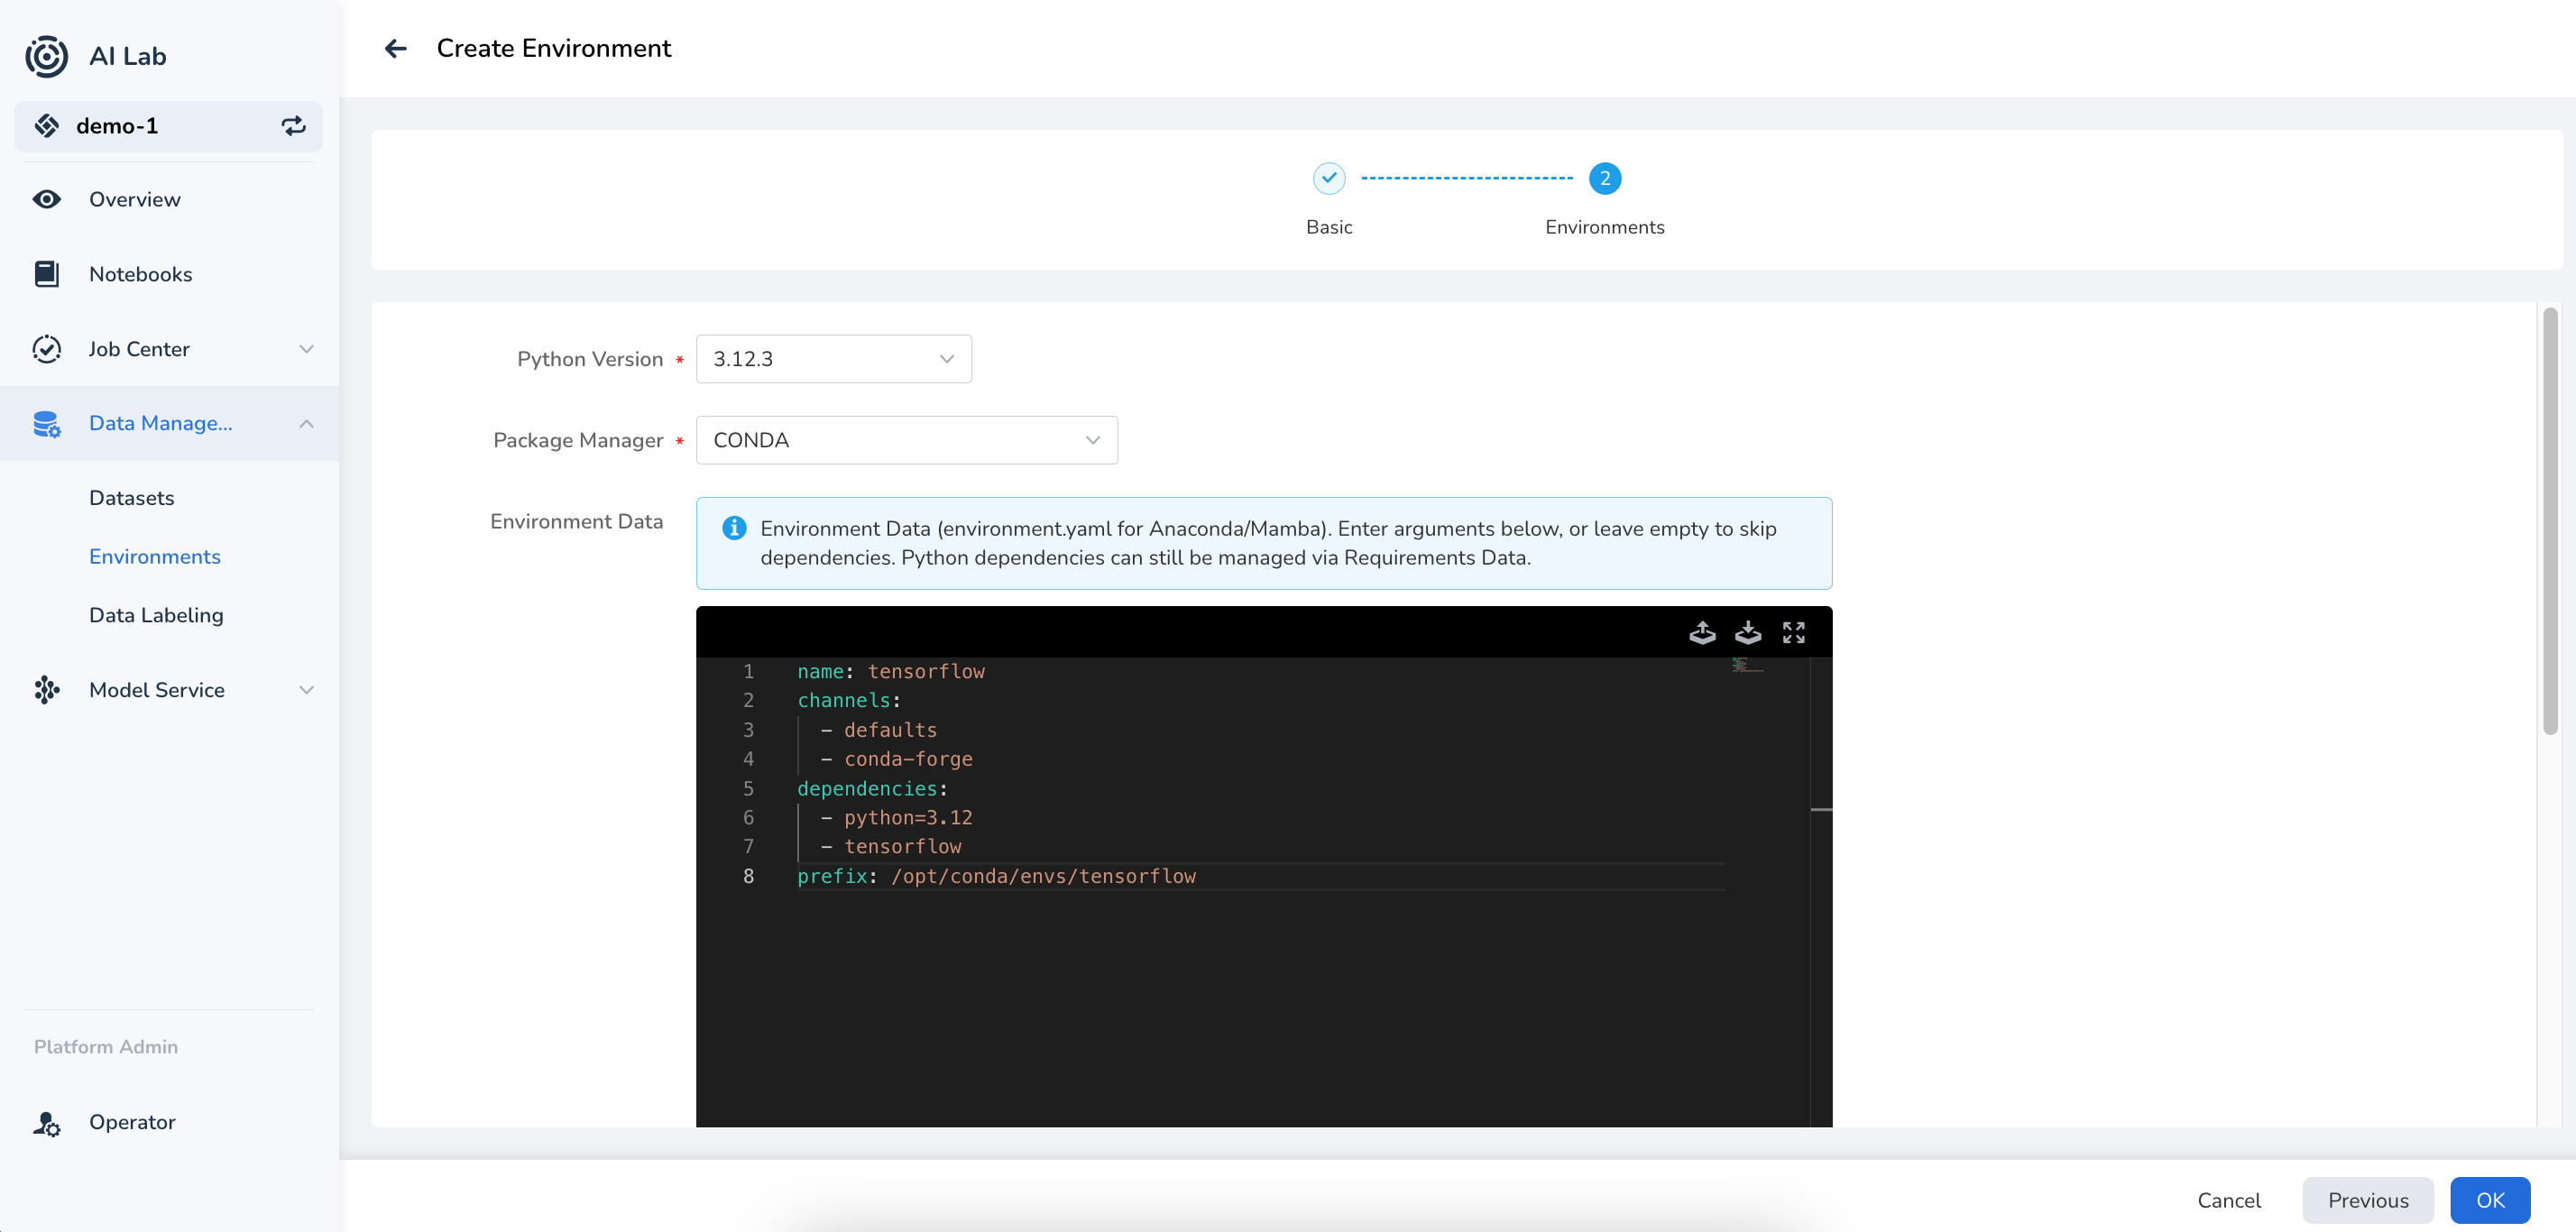 AI Lab
demo-1
Overview
Notebooks
Job Center
Data Manage...
Datasets
Environments
Data Labeling
Model Service
Platform Admin
Operator
Create Environment
2
Basic
Environments
Python Version *
3.12.3
Package Manager *
CONDA
Environment Data
Environment Data (environment.yaml for Anaconda/Mamba). Enter arguments below, or leave empty to skip
dependencies. Python dependencies can still be managed via Requirements Data.
1 name: tensorflow
2 channels:
3 - defaults
4 - conda-forge
5 dependencies:
6 - python=3.12
7 - tensorflow
8 prefix: /opt/conda/envs/tensorflow
Cancel
Previous
OK